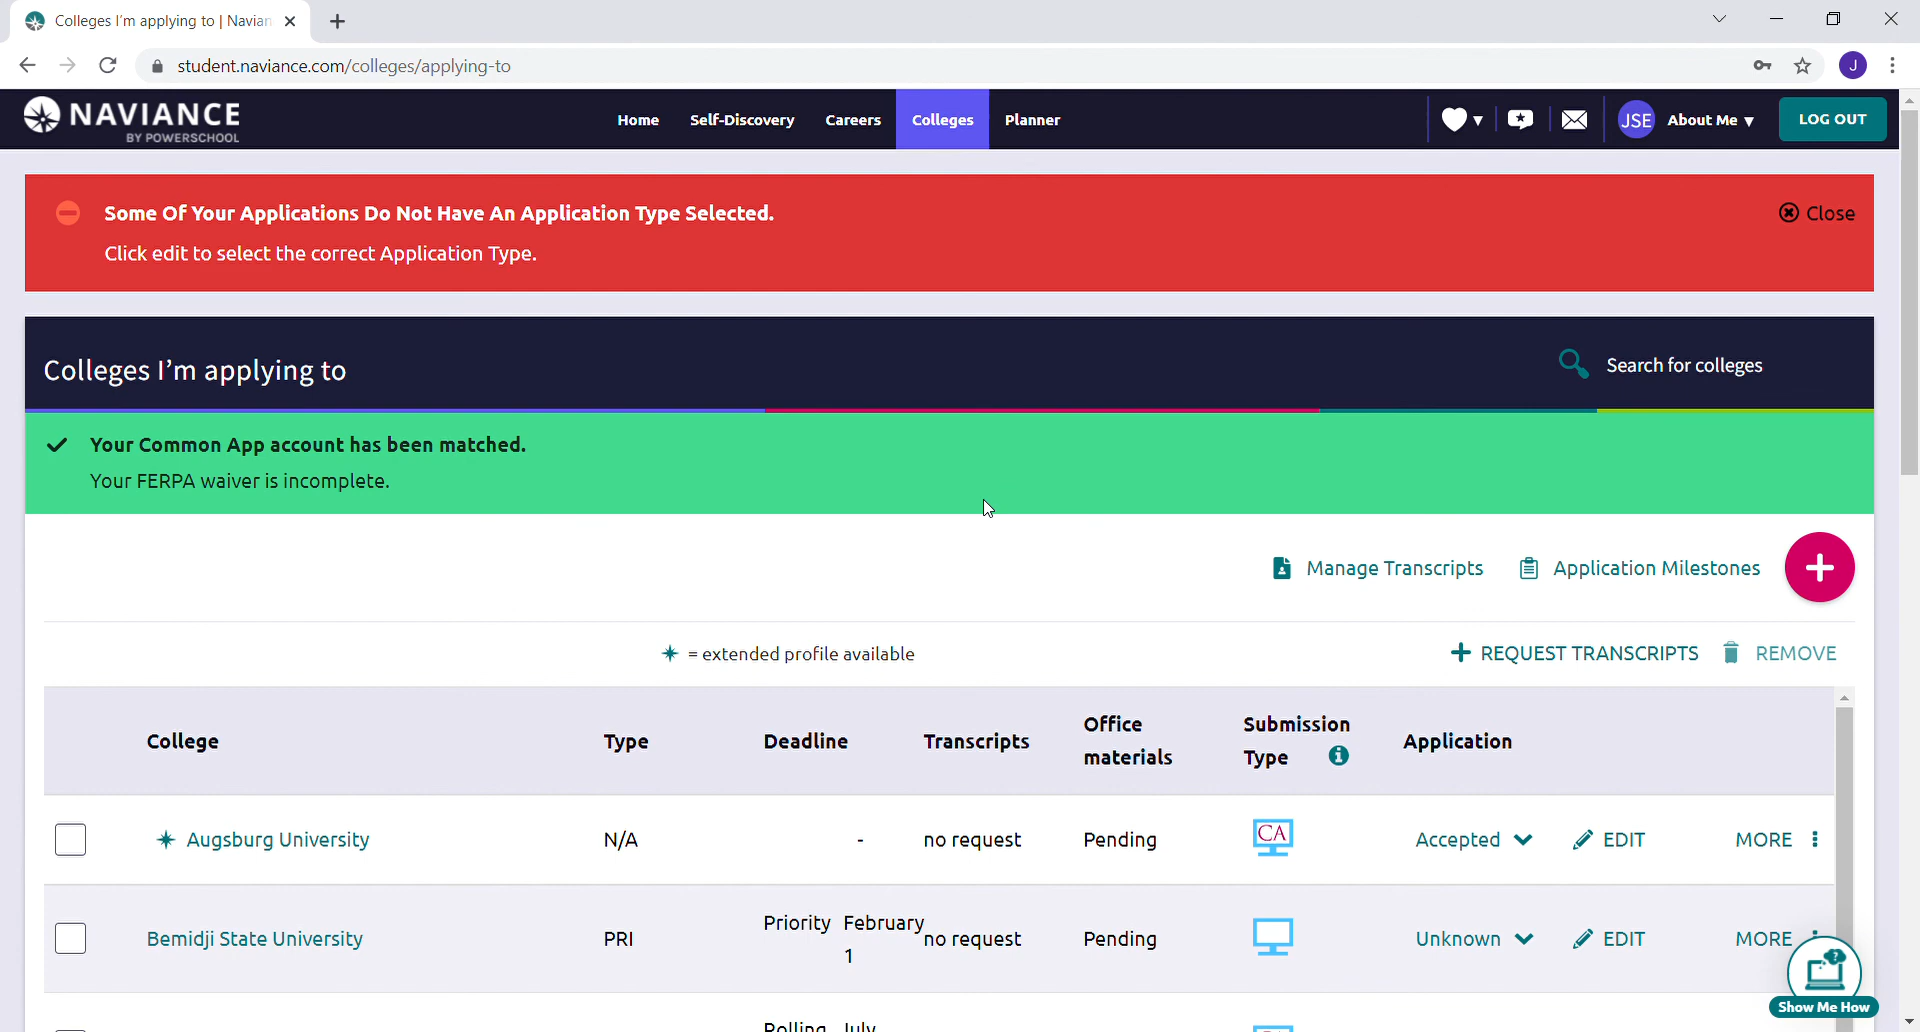 Colleges I'm applying to | Navian
student.naviance.com/colleges/applying-to
J
NAVIANCE
BY POWERSCHOOL
Home
Self-Discovery
Careers
Colleges
Planner
JSE
About Me
LOG OUT
Some Of Your Applications Do Not Have An Application Type Selected.
Close
Click edit to select the correct Application Type.
Colleges I'm applying to
Search for colleges
Your Common App account has been matched.
Your FERPA waiver is incomplete.
Manage Transcripts
Application Milestones
= extended profile available
REQUEST TRANSCRIPTS
REMOVE
College
Type
Deadline
Transcripts
Office
materials
Submission
Type
Application
Augsburg University
N/A
-
no request
Pending
CA
Accepted
EDIT
MORE
Bemidji State University
PRI
Priority
February
1
no request
Pending
Unknown
EDIT
MORE
Show Me How
Rolling
July